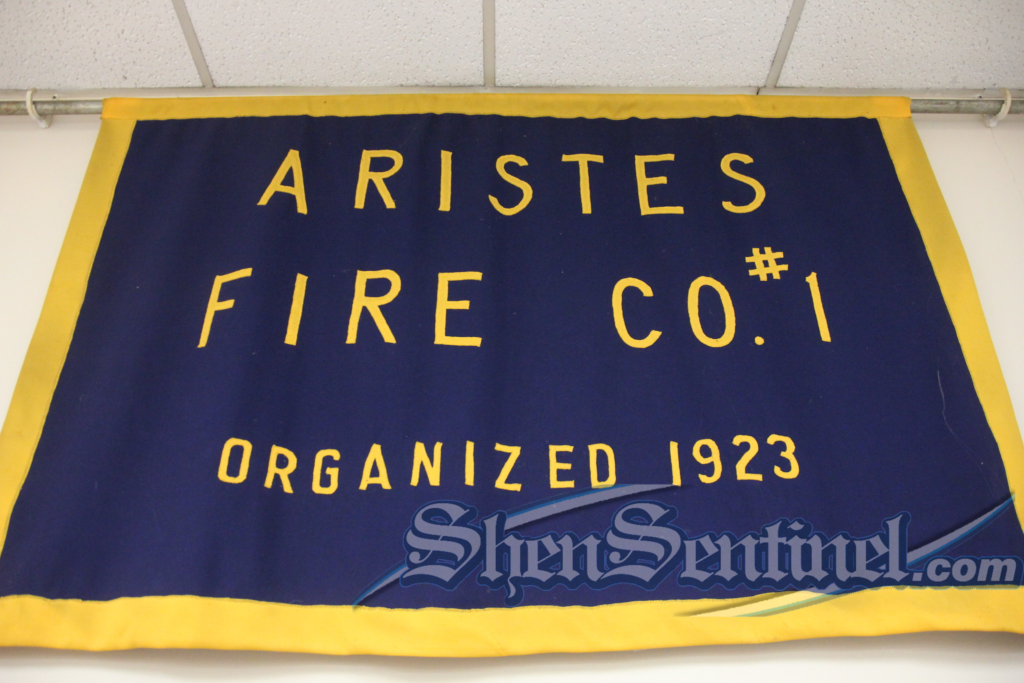 ARISTES
FIRE CO. #1
ORGANIZED 1923
ShenSentinel.com